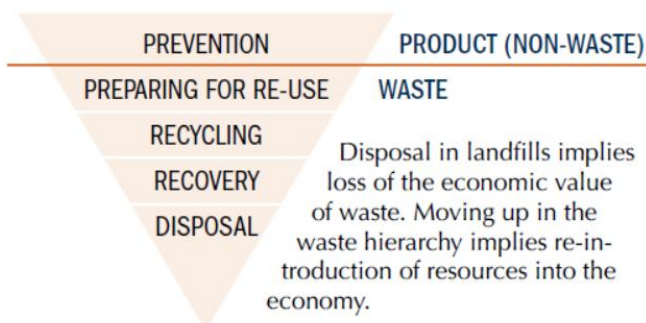 PREVENTION PRODUCT (NON-WASTE)
PREPARING FOR RE-USE WASTE
RECYCLING
RECOVERY
DISPOSAL
Disposal in landfills implies
loss of the economic value
of waste. Moving up in the
waste hierarchy implies re-in-
troduction of resources into the
economy.